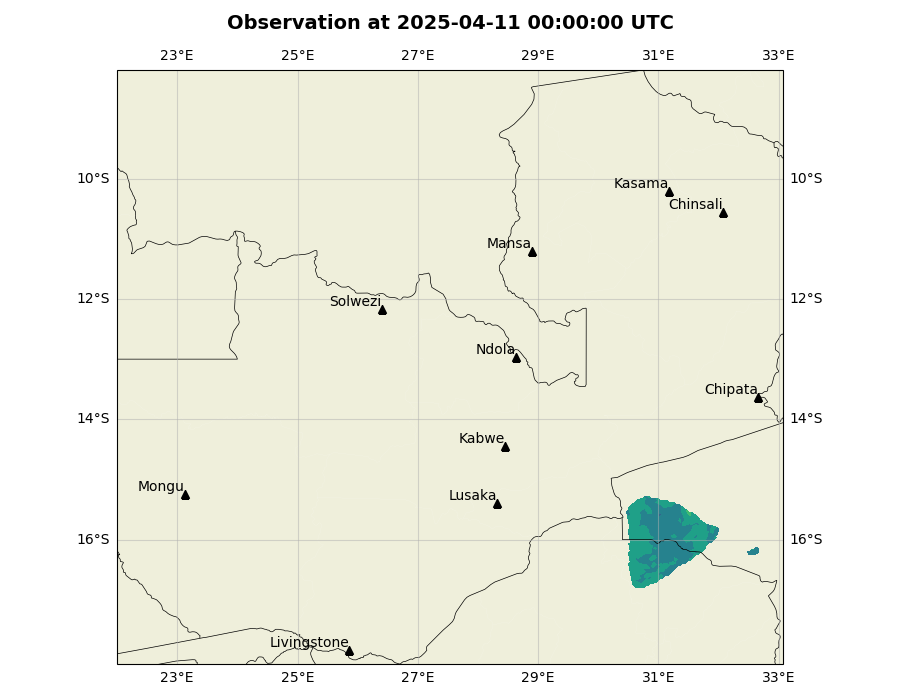 Observation at 2025-04-11 00:00:00 UTC
23°E 25°E 27°E 29°E 31°E 33°E
10°S 10°S
Kasama
Chinsali
Mansa
12°S 12°S
Solwezi
Ndola
Chipata
14°S 14°S
Kabwe
Mongu
Lusaka
16°S 16°S
Livingstone
23°E 25°E 27°E 29°E 31°E 33°E